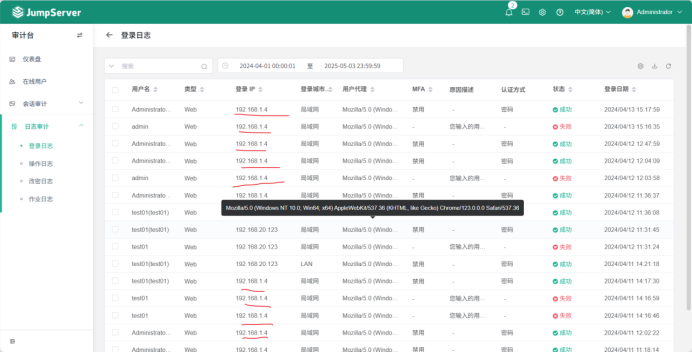 JumpServer
2
中文(简体)
Administrator
审计台
登录日志
仪表盘
在线用户
会话审计
日志审计
登录日志
操作日志
改密日志
作业日志
搜索
2024-04-01 00:00:01 至 2025-05-03 23:59:59
用户名 类型 登录 IP 登录城市... 用户代理 MFA 原因描述 认证方式 状态 登录日期
Administrato... Web 192.168.1.4 局域网 Mozilla/5.0 (Windo... 禁用 - 密码 成功 2024/04/13 15:17:59
admin Web 192.168.1.4 局域网 Mozilla/5.0 (Windo... - 您输入的用... - 失败 2024/04/13 15:16:35
Administrato... Web 192.168.1.4 局域网 Mozilla/5.0 (Windo... 禁用 - 密码 成功 2024/04/12 12:47:59
Administrato... Web 192.168.1.4 局域网 Mozilla/5.0 (Windo... 禁用 - 密码 成功 2024/04/12 12:04:09
admin Web 192.168.1.4 局域网 Mozilla/5.0 (Windo... - 您输入的用... - 失败 2024/04/12 12:03:58
Administrato... Web 192.168.1.4 局域网 Mozilla/5.0 (Windo... 禁用 - 密码 成功 2024/04/12 11:36:37
test01(test01) Web 成功 2024/04/12 11:36:08
Mozilla/5.0 (Windows NT 10.0; Win64; x64) AppleWebKit/537.36 (KHTML, like Gecko) Chrome/123.0.0.0 Safari/537.36
test01(test01) Web 192.168.20.123 局域网 Mozilla/5.0 (Windo... 禁用 - 密码 成功 2024/04/12 11:31:45
test01 Web 192.168.20.123 局域网 Mozilla/5.0 (Windo... - 您输入的用... - 失败 2024/04/12 11:31:24
test01(test01) Web 192.168.20.123 LAN Mozilla/5.0 (Windo... 禁用 - 密码 成功 2024/04/11 14:21:18
test01(test01) Web 192.168.1.4 局域网 Mozilla/5.0 (Windo... 禁用 - 密码 成功 2024/04/11 14:17:30
test01 Web 192.168.1.4 局域网 Mozilla/5.0 (Windo... - 您输入的用... - 失败 2024/04/11 14:16:59
test01 Web 192.168.1.4 局域网 Mozilla/5.0 (Windo... - 您输入的用... - 失败 2024/04/11 14:16:46
Administrato... Web 192.168.1.4 局域网 Mozilla/5.0 (Windo... 禁用 - 密码 成功 2024/04/11 12:02:22
Administrato... Web 192.168.1.4 局域网 Mozilla/5.0 (Windo... 禁用 - 密码 成功 2024/04/11 11:18:14